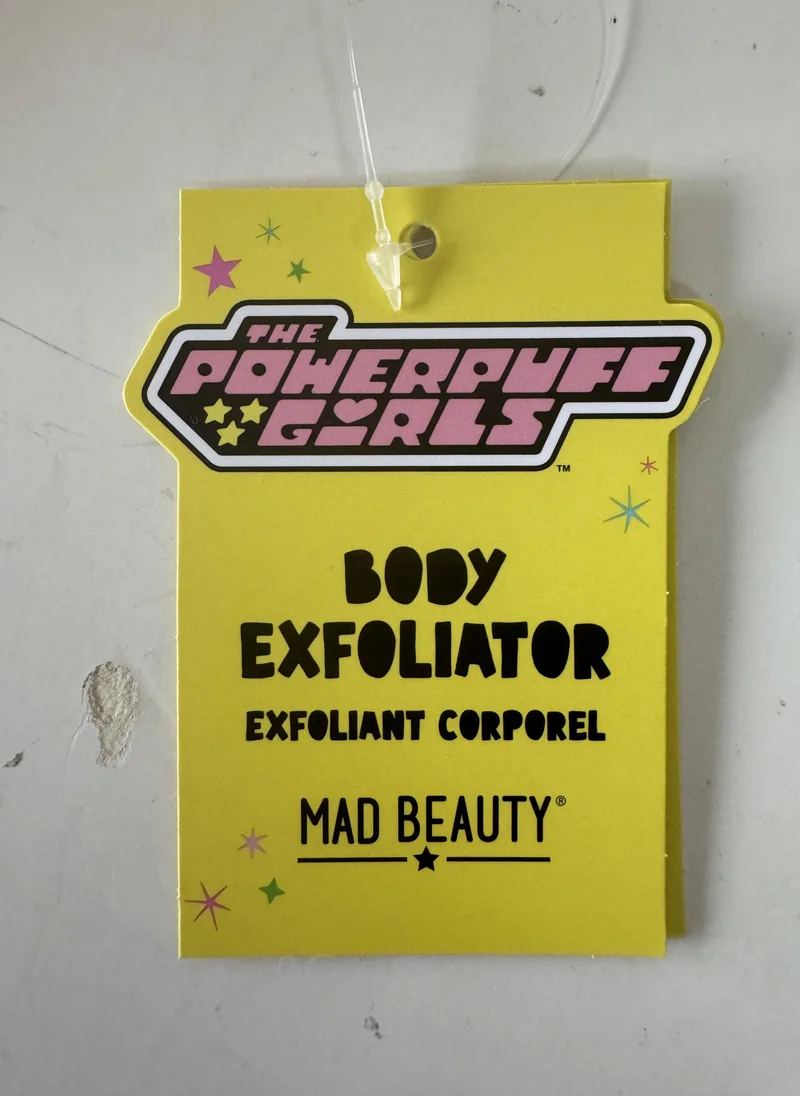 THE
POWERPUFF
GIRLS
TM
BODY
EXFOLIATOR
EXFOLIANT CORPOREL
MAD BEAUTY®